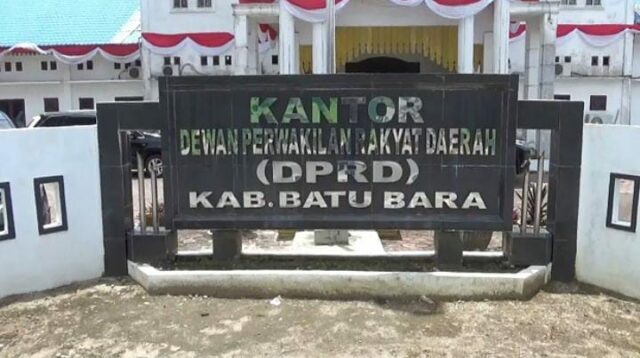 KANTOR
DEWAN PERWAKILAN RAKYAT DAERAH
(DPRD)
KAB.BATU BARA